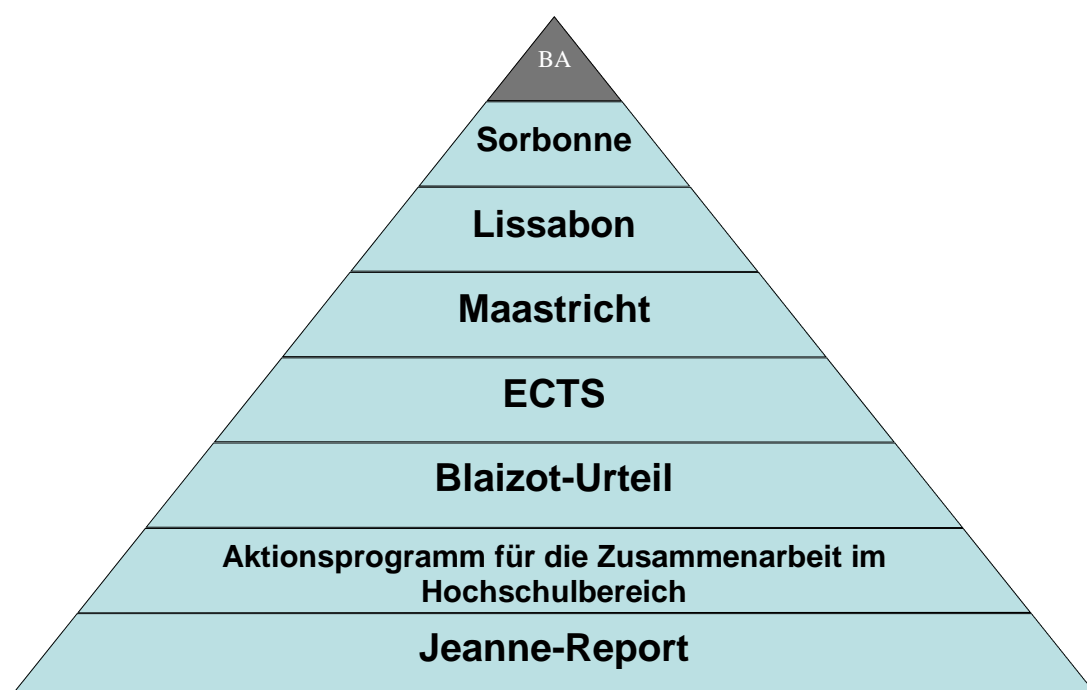 BA
Sorbonne
Lissabon
Maastricht
ECTS
Blaizot-Urteil
Aktionsprogramm für die Zusammenarbeit im
Hochschulbereich
Jeanne-Report